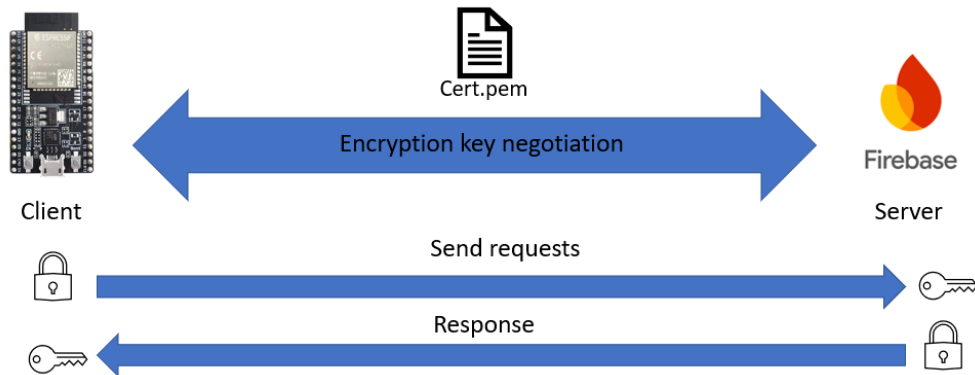 Cert.pem
Encryption key negotiation
Firebase
Client
Server
Send requests
Response